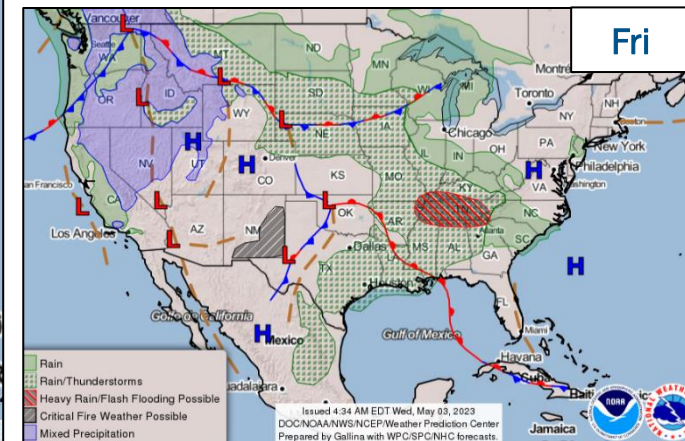 Fri
Vancouver
Seattle
WA
MT
ND
MN
Montré
OR
ID
SD
WI
MI
Toronto
NH
WY
NY
NE
IA
Chicago
Boston
NV
UT
Denver
IL
IN
OH
PA
New York
Philadelphia
San Francisco
CO
KS
MO
KY
VA
Washington
CA
NC
Los Angeles
AZ
NM
OK
AR
SC
Atlanta
Dallas
MS
AL
GA
TX
LA
Houston
FL
Golfo de California
Gulf of Mexico
Miami
Mexico
Havana
Cuba
Guadalajara
Jamaica
L
H
Rain
Rain/Thunderstorms
Heavy Rain/Flash Flooding Possible
Critical Fire Weather Possible
Mixed Precipitation
Issued 4:34 AM EDT Wed, May 03, 2023
DOC/NOAA/NWS/NCEP/Weather Prediction Center
Prepared by Gallina with WPC/SPC/NHC forecasts.
NOAA